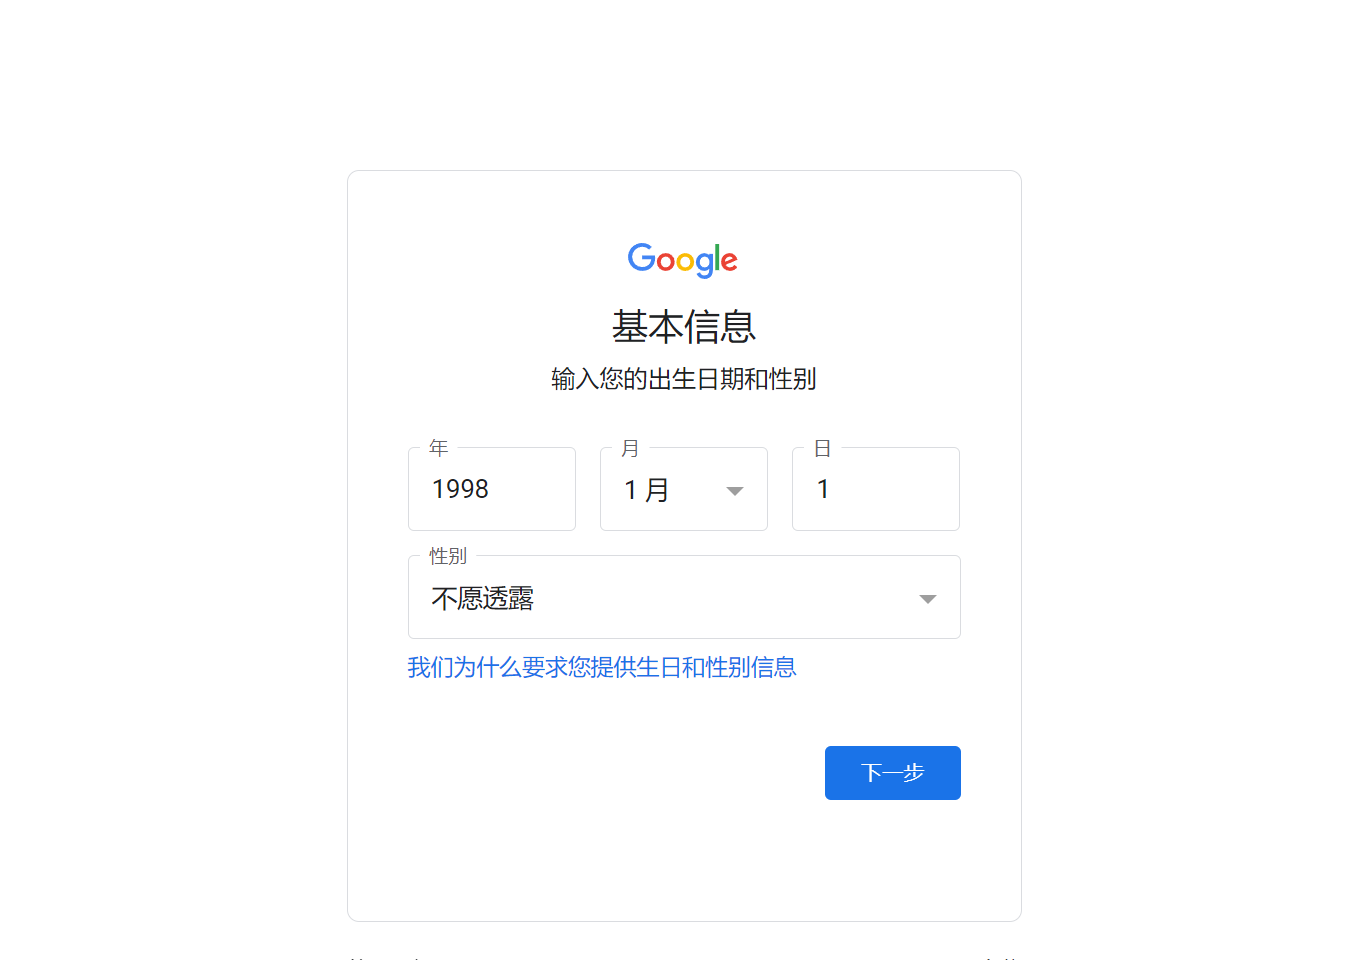 Google
基本信息
输入您的出生日期和性别
年 月 日
1998 1 月 1
性别
不愿透露
我们为什么要求您提供生日和性别信息
下一步